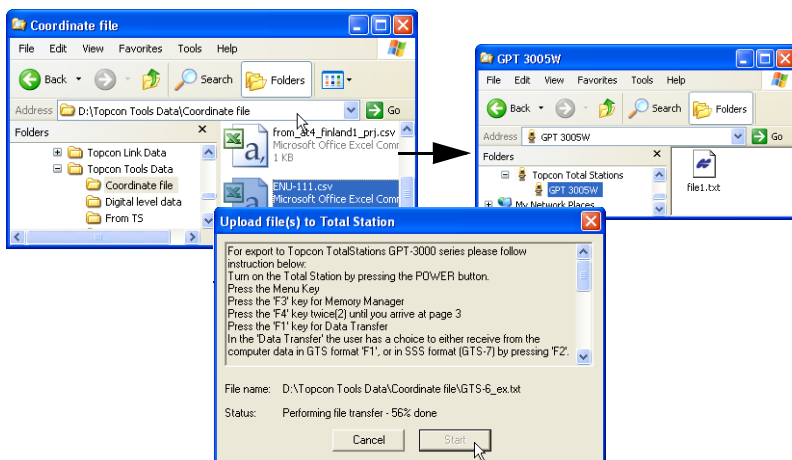 Coordinate file
File Edit View Favorites Tools Help
Back Search Folders
Address D:\Topcon Tools Data\Coordinate file Go
Folders
Topcon Link Data
Topcon Tools Data
Coordinate file
Digital level data
From TS
from_at4_finland1_prj.csv
Microsoft Office Excel Comm
1 KB
a,
ENU-111.csv
Microsoft Office Excel Comm
a,
GPT 3005W
File Edit View Favorites Tools Help
Back Search Folders
Address GPT 3005W Go
Folders
Topcon Total Stations
GPT 3005W
My Network Places
file1.txt
Upload file(s) to Total Station
For export to Topcon TotalStations GPT-3000 series please follow
instruction below:
Turn on the Total Station by pressing the POWER button.
Press the Menu Key
Press the 'F3' key for Memory Manager
Press the 'F4' key twice(2) until you arrive at page 3
Press the 'F1' key for Data Transfer
In the 'Data Transfer' the user has a choice to either receive from the
computer data in GTS format 'F1', or in SSS format (GTS-7) by pressing 'F2'.
File name: D:\Topcon Tools Data\Coordinate file\GTS-6_ex.txt
Status: Performing file transfer - 56% done
Cancel Start